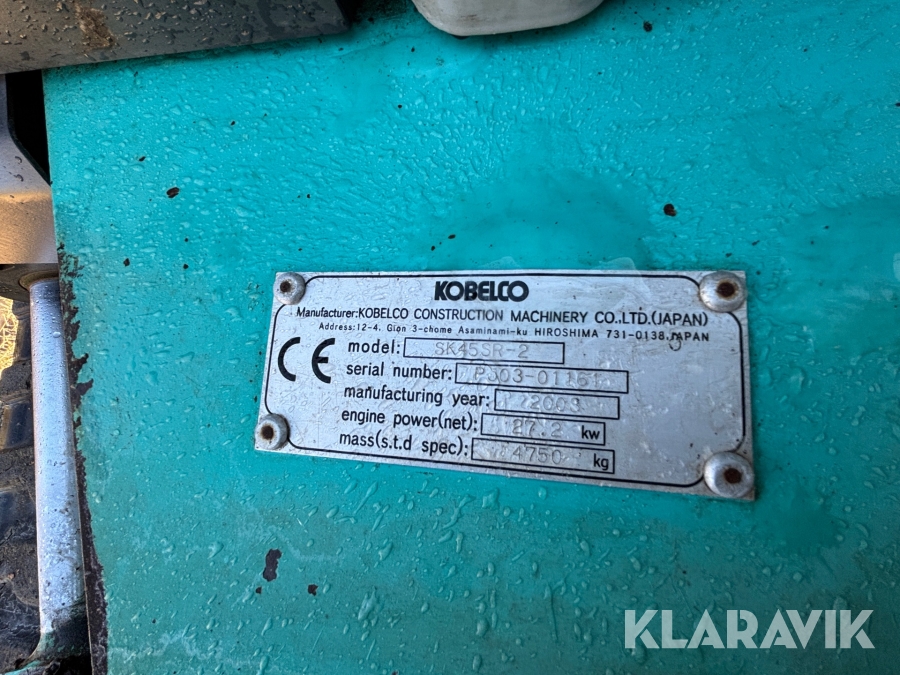 KOBELCO
Manufacturer:KOBELCO CONSTRUCTION MACHINERY CO.,LTD.(JAPAN)
Address:12-4, Gion 3-chome Asaminami-ku HIROSHIMA 731-0138,JAPAN
CE
model: SK45SR-2
serial number:
manufacturing year: 2003
engine power(net): 27.2 kw
mass(s.t.d spec): 4750 kg
KLARAVIK